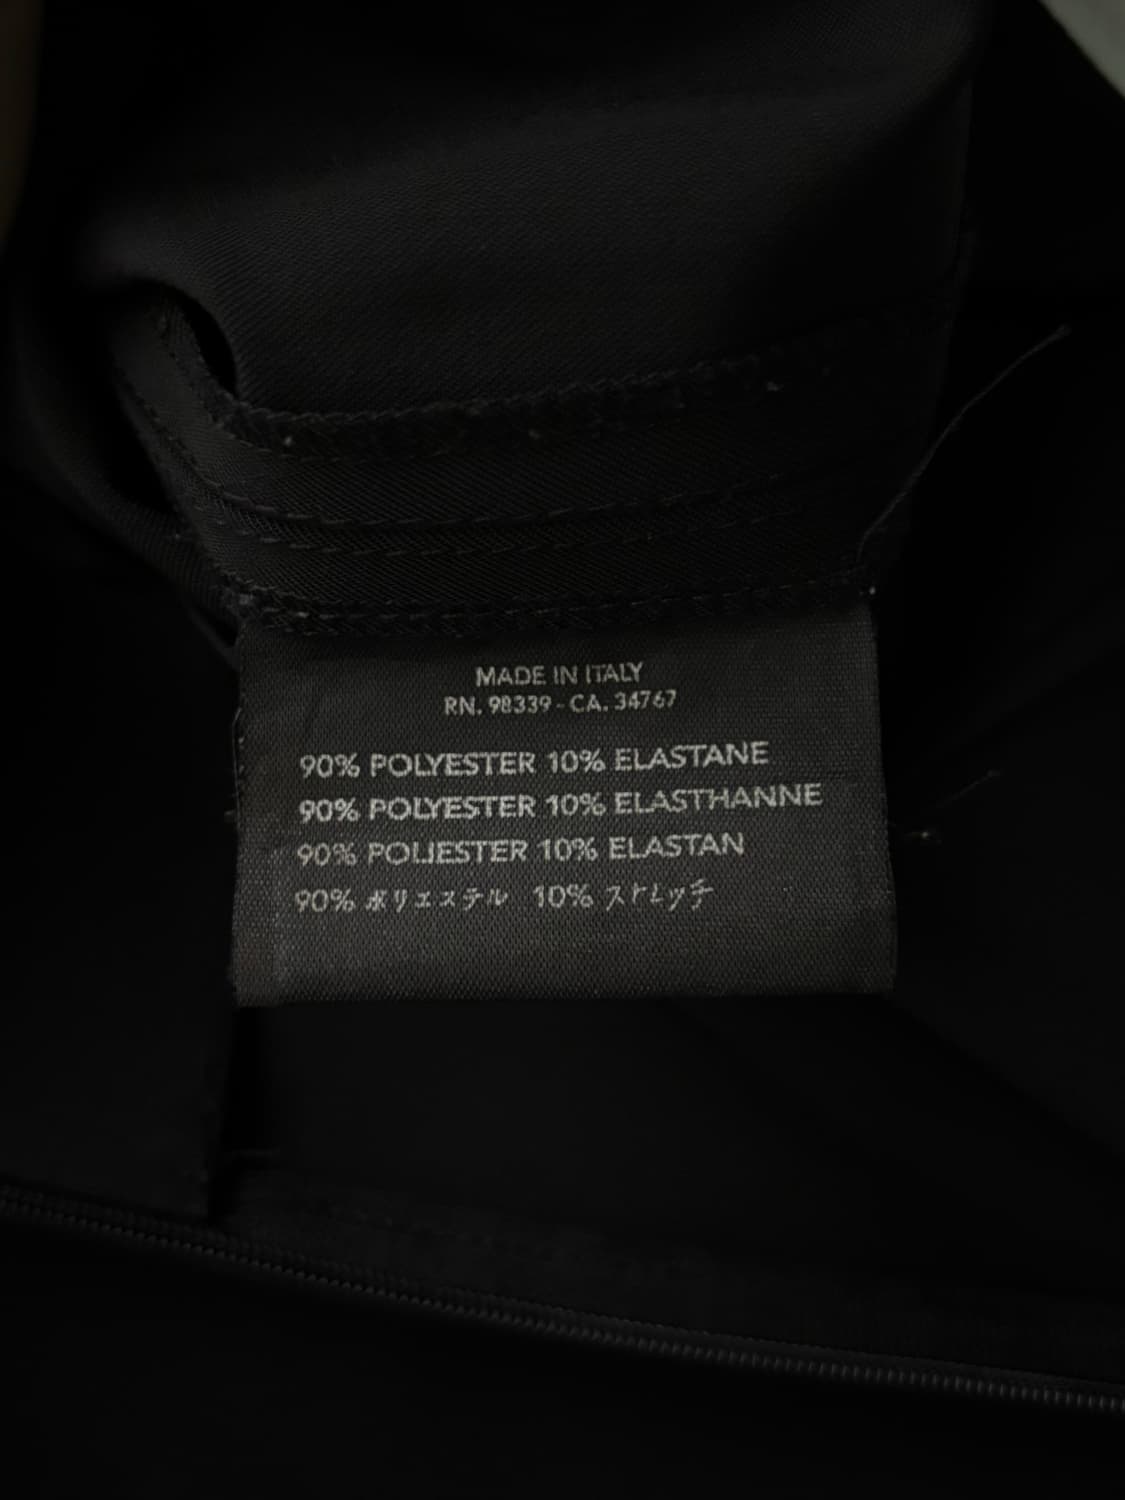 MADE IN ITALY
RN. 98339 - CA. 34767
90% POLYESTER 10% ELASTANE
90% POLYESTER 10% ELASTHANNE
90% POLIESTER 10% ELASTAN
90% ポリエステル 10% ストレッチ